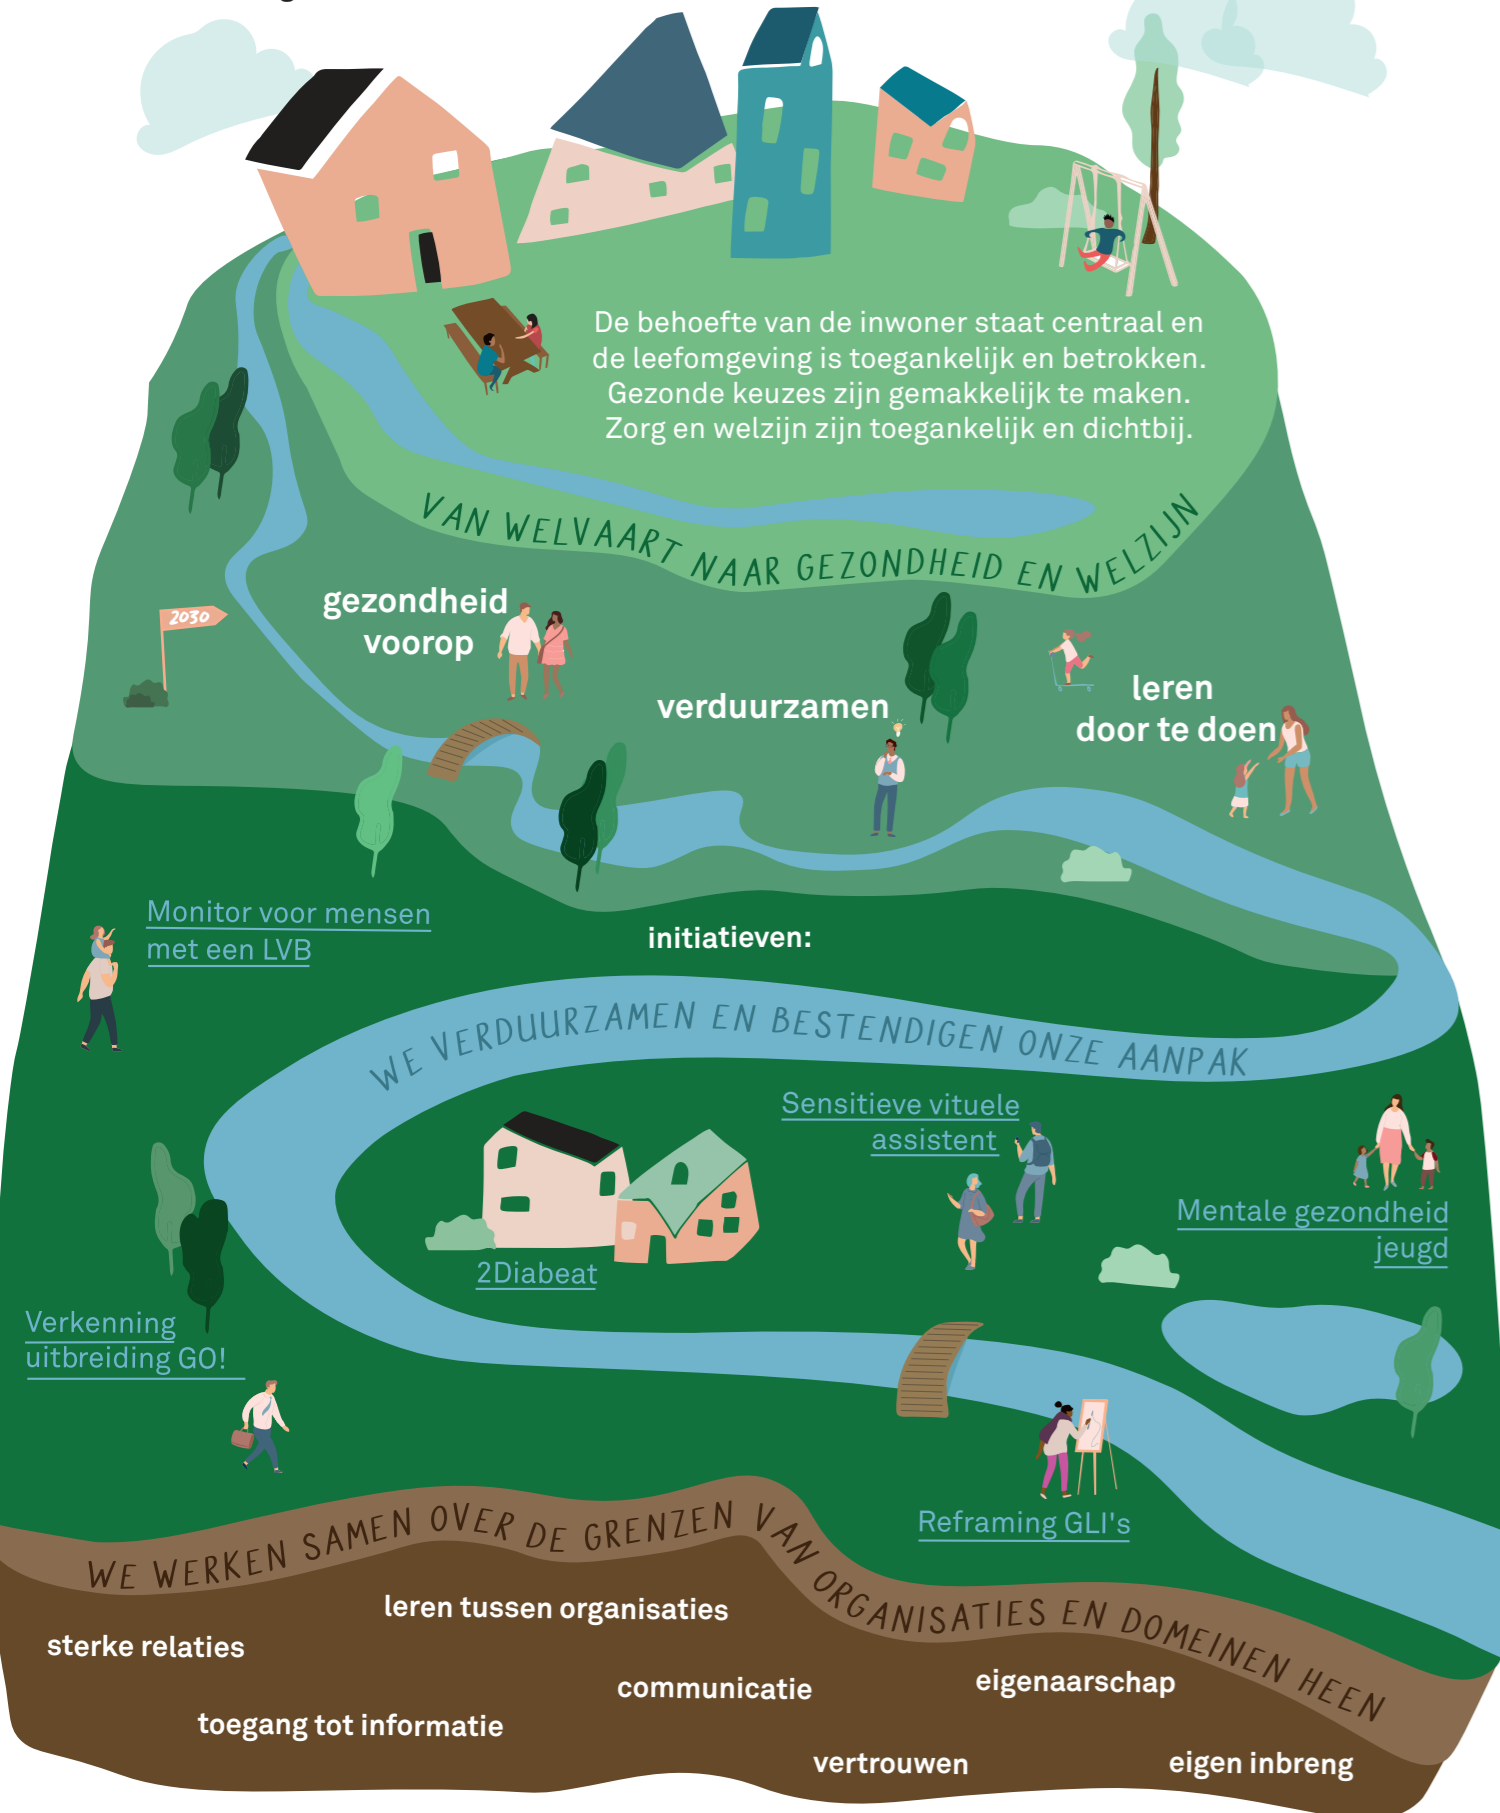 De behoefte van de inwoner staat centraal en
de leefomgeving is toegankelijk en betrokken.
Gezonde keuzes zijn gemakkelijk te maken.
Zorg en welzijn zijn toegankelijk en dichtbij.
VAN WELVAART NAAR GEZONDHEID EN WELZIJN
gezondheid
voorop
2030
verduurzamen
leren
door te doen
Monitor voor mensen
met een LVB
initiatieven:
WE VERDUURZAMEN EN BESTENDIGEN ONZE AANPAK
Sensitieve vituele
assistent
Mentale gezondheid
jeugd
2Diabeat
Verkenning
uitbreiding GO!
Reframing GLI's
WE WERKEN SAMEN OVER DE GRENZEN VAN ORGANISATIES EN DOMEINEN HEEN
leren tussen organisaties
sterke relaties
communicatie
eigenaarschap
toegang tot informatie
vertrouwen
eigen inbreng